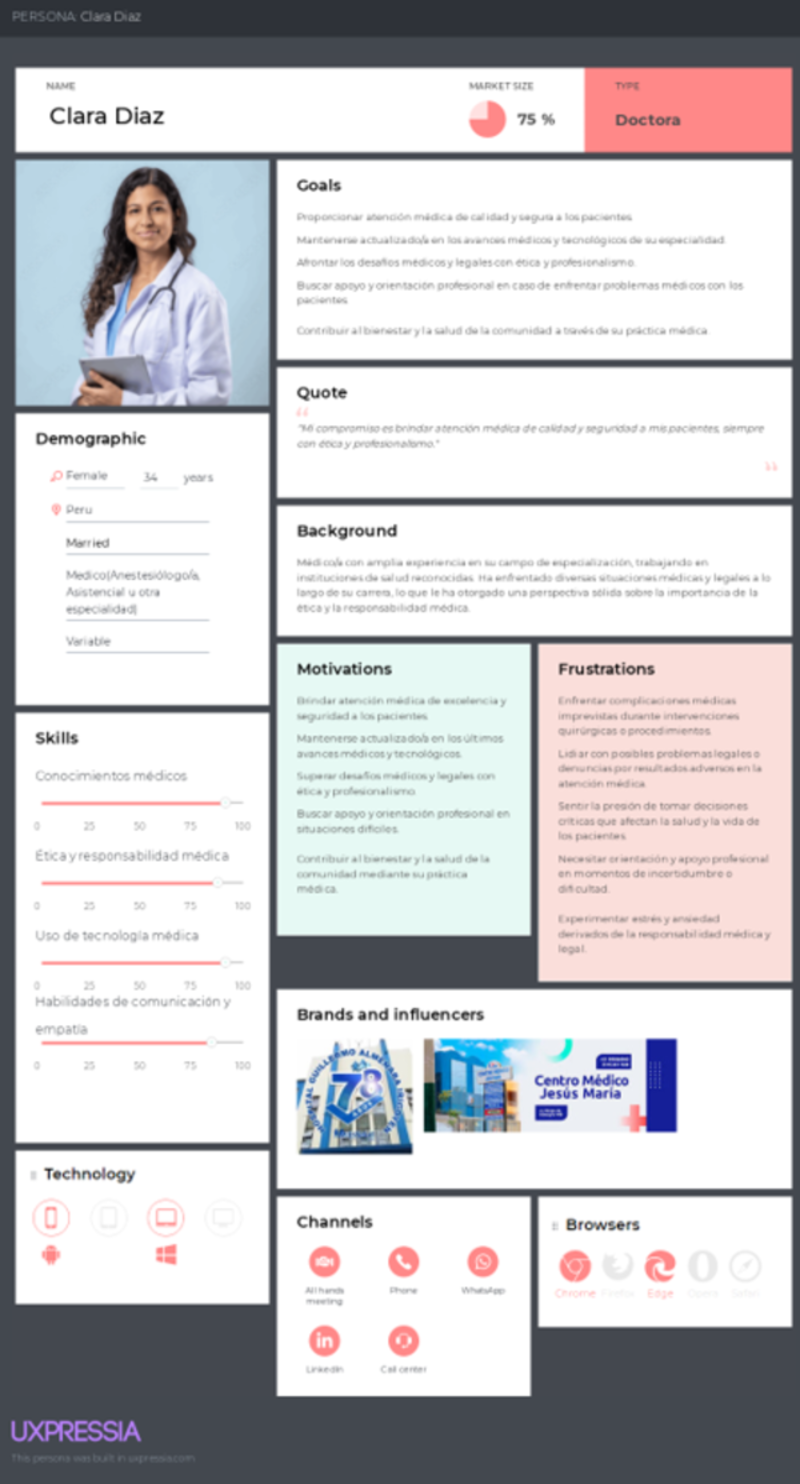 PERSONA: Clara Diaz
NAME
Clara Diaz
MARKET SIZE
75 %
TYPE
Doctora
Goals
Proporcionar atención médica de calidad y segura a los pacientes.
Mantenerse actualizado/a en los avances médicos y tecnológicos de su especialidad.
Afrontar los desafíos médicos y legales con ética y profesionalismo.
Buscar apoyo y orientación profesional en caso de enfrentar problemas médicos con los
pacientes.
Contribuir al bienestar y la salud de la comunidad a través de su práctica médica.
Quote
"Mi compromiso es brindar atención médica de calidad y seguridad a mis pacientes, siempre
con ética y profesionalismo."
Demographic
Female 34 years
Peru
Married
Medico(Anestesiólogo/a,
Asistencial u otra
especialidad)
Variable
Background
Médico/a con amplia experiencia en su campo de especialización, trabajando en
instituciones de salud reconocidas. Ha enfrentado diversas situaciones médicas y legales a lo
largo de su carrera, lo que le ha otorgado una perspectiva sólida sobre la importancia de la
ética y la responsabilidad médica.
Motivations
Brindar atención médica de excelencia y
seguridad a los pacientes.
Mantenerse actualizado/a en los últimos
avances médicos y tecnológicos.
Superar desafíos médicos y legales con
ética y profesionalismo.
Buscar apoyo y orientación profesional en
situaciones difíciles.
Contribuir al bienestar y la salud de la
comunidad mediante su práctica
médica.
Frustrations
Enfrentar complicaciones médicas
imprevistas durante intervenciones
quirúrgicas o procedimientos.
Lidiar con posibles problemas legales o
denuncias por resultados adversos en la
atención médica.
Sentir la presión de tomar decisiones
críticas que afectan la salud y la vida de
los pacientes.
Necesitar orientación y apoyo profesional
en momentos de incertidumbre o
dificultad.
Experimentar estrés y ansiedad
derivados de la responsabilidad médica y
legal.
Skills
Conocimientos médicos
0 25 50 75 100
Ética y responsabilidad médica
0 25 50 75 100
Uso de tecnología médica
0 25 50 75 100
Habilidades de comunicación y
empatía
0 25 50 75 100
Brands and influencers
HOSPITAL GUILLERMO ALMENARA
78
Centro Médico
Jesús María
Technology
Channels
All hands
meeting
Phone
WhatsApp
LinkedIn
Call center
Browsers
Chrome Firefox Edge Opera Safari
UXPRESSIA
This persona was built in uxpressia.com